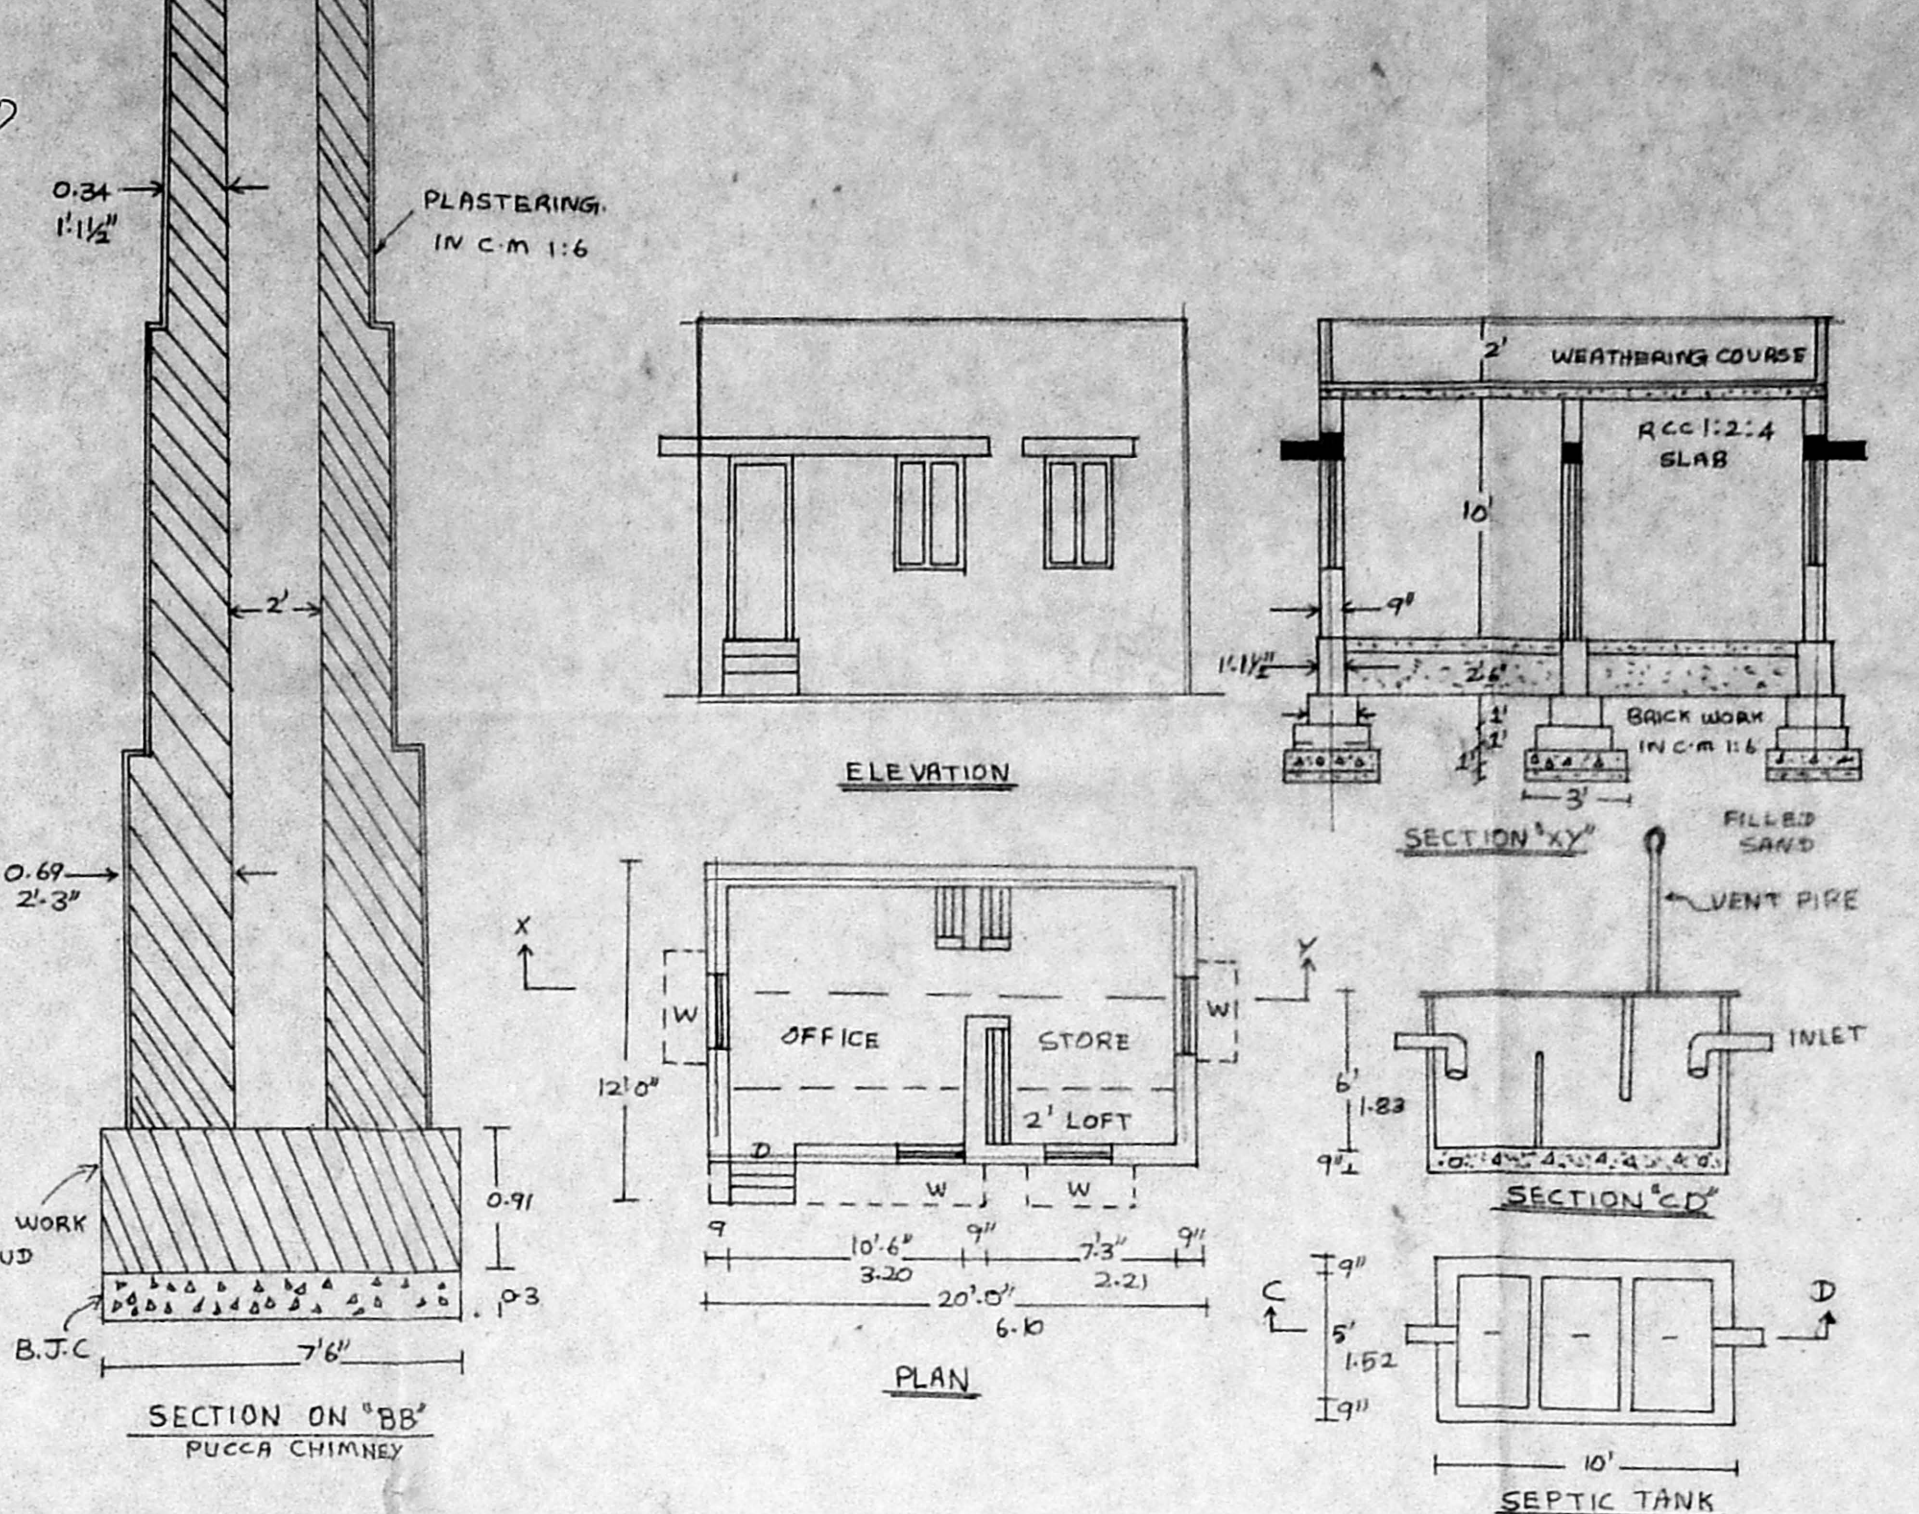 0.34
1'.1½"
PLASTERING.
IN C.M 1:6
2'
0.69
2'-3"
WORK
UD
B.J.C
0.91
0.3
7'6"
SECTION ON "BB"
PUCCA CHIMNEY
ELEVATION
2'
WEATHERING COURSE
RCC 1:2:4
SLAB
10'
9"
1'.1½"
2'.6"
1'
1'
1'
BRICK WORK
IN C.M 1:6
3'
SECTION "XY"
FILLED
SAND
X
Y
12'.0"
W
OFFICE
STORE
W
2' LOFT
D
W
W
9
10'.6"
3.20
9"
7'.3"
2.21
9"
20'.0"
6.10
PLAN
VENT PIPE
INLET
6'
1.83
9"
SECTION "CD"
9"
C
5'
1.52
9"
D
10'
SEPTIC TANK